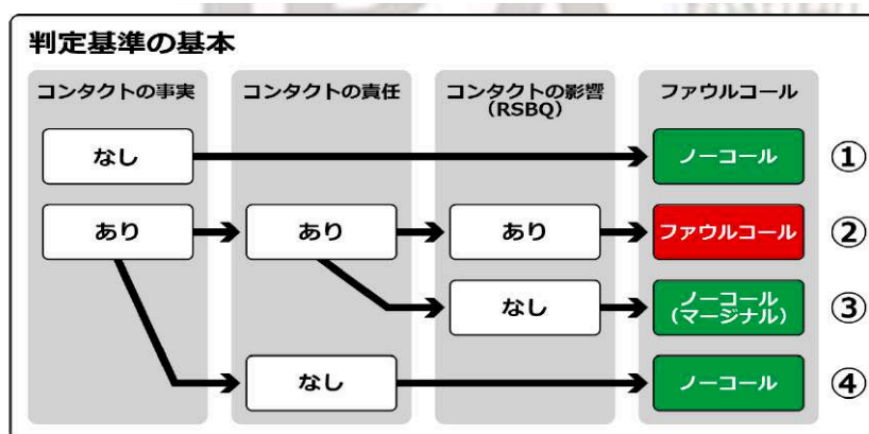 判定基準の基本
コンタクトの事実
コンタクトの責任
コンタクトの影響
(RSBQ)
ファウルコール
なし
ノーコール
①
あり
あり
あり
ファウルコール
②
なし
ノーコール
(マージナル)
③
なし
ノーコール
④